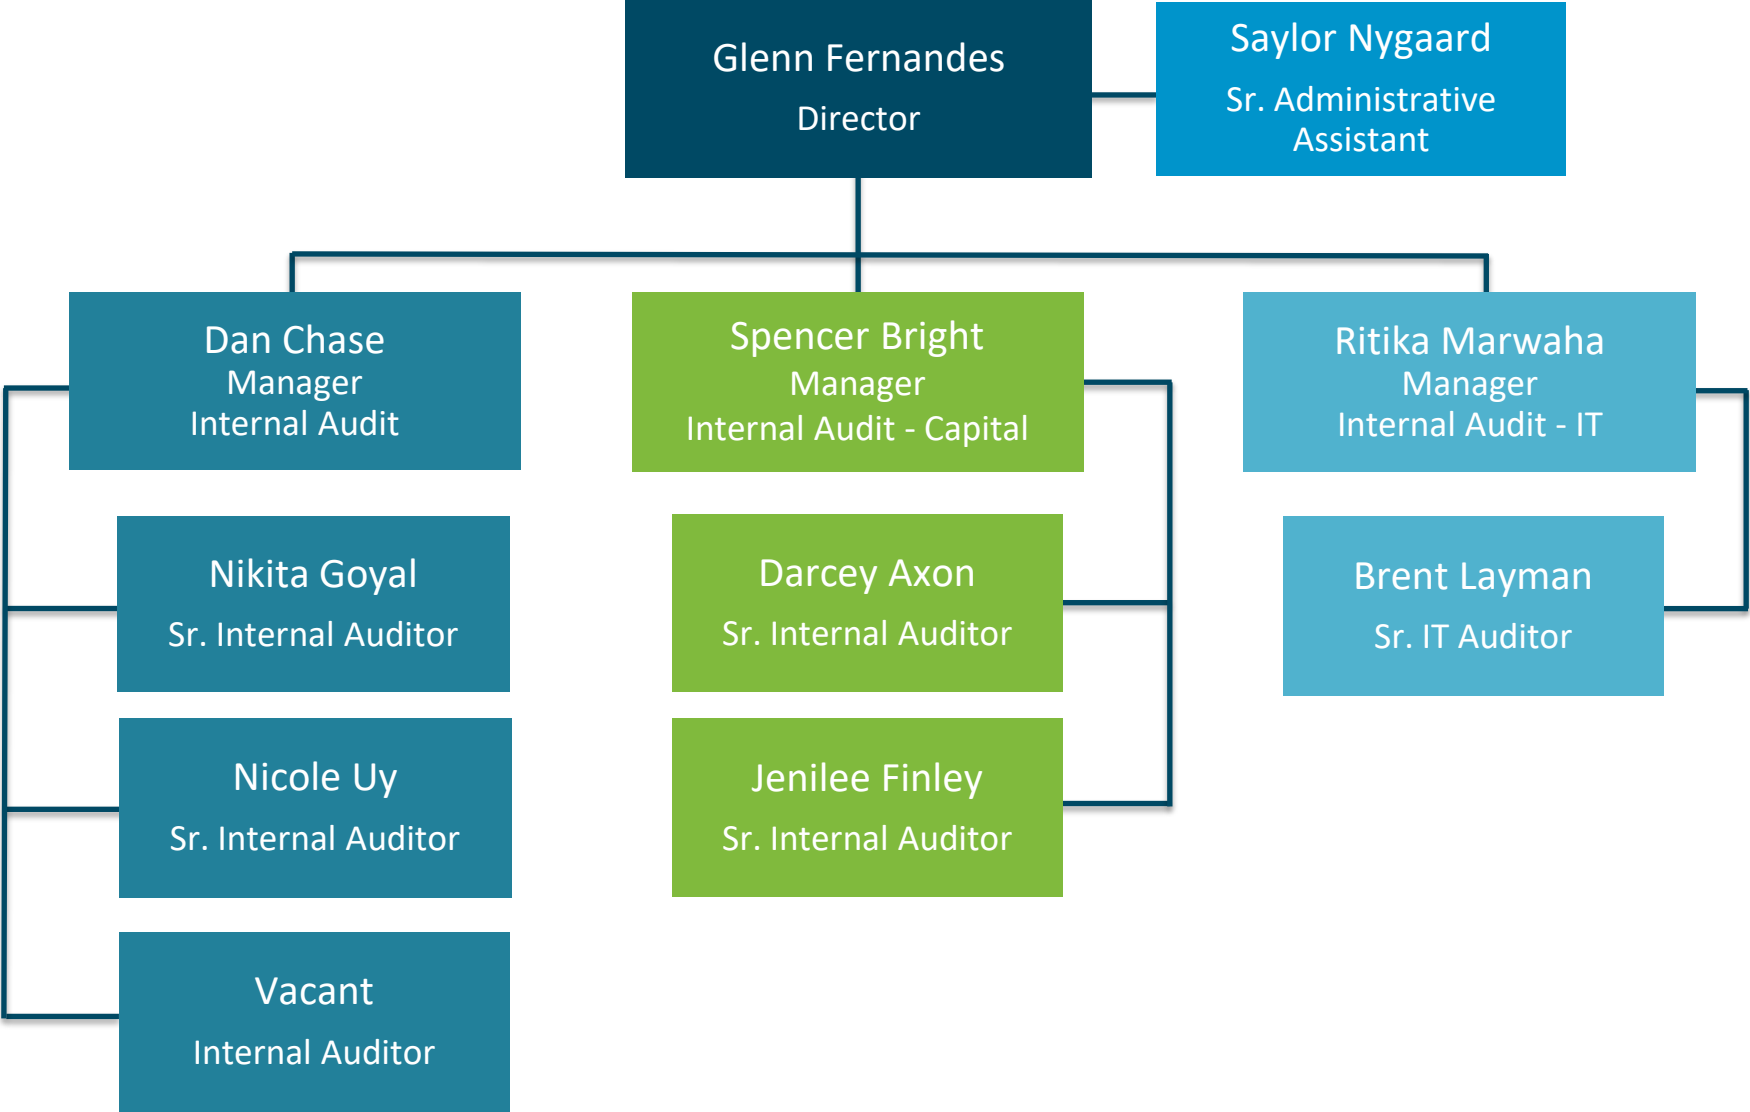 Glenn Fernandes
Director
Saylor Nygaard
Sr. Administrative
Assistant
Dan Chase
Manager
Internal Audit
Spencer Bright
Manager
Internal Audit - Capital
Ritika Marwaha
Manager
Internal Audit - IT
Nikita Goyal
Sr. Internal Auditor
Darcey Axon
Sr. Internal Auditor
Brent Layman
Sr. IT Auditor
Nicole Uy
Sr. Internal Auditor
Jenilee Finley
Sr. Internal Auditor
Vacant
Internal Auditor